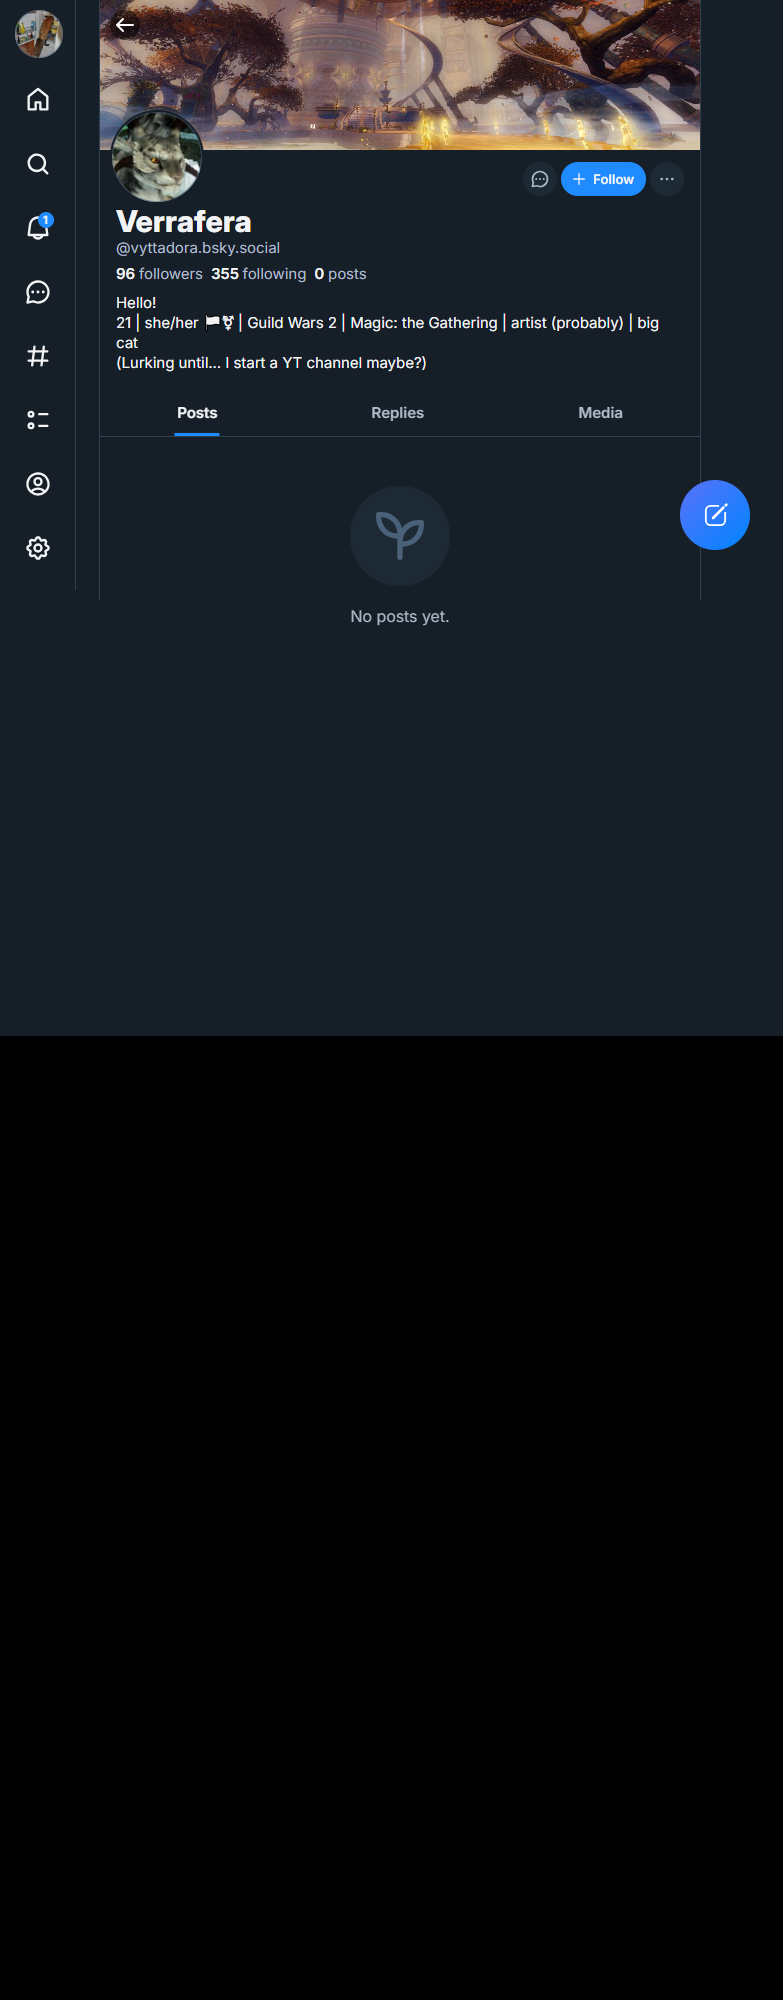 1
Follow
Verrafera
@vyttadora.bsky.social
96 followers 355 following 0 posts
Hello!
21 | she/her 🏳⚧ | Guild Wars 2 | Magic: the Gathering | artist (probably) | big
cat
(Lurking until... I start a YT channel maybe?)
Posts Replies Media
No posts yet.